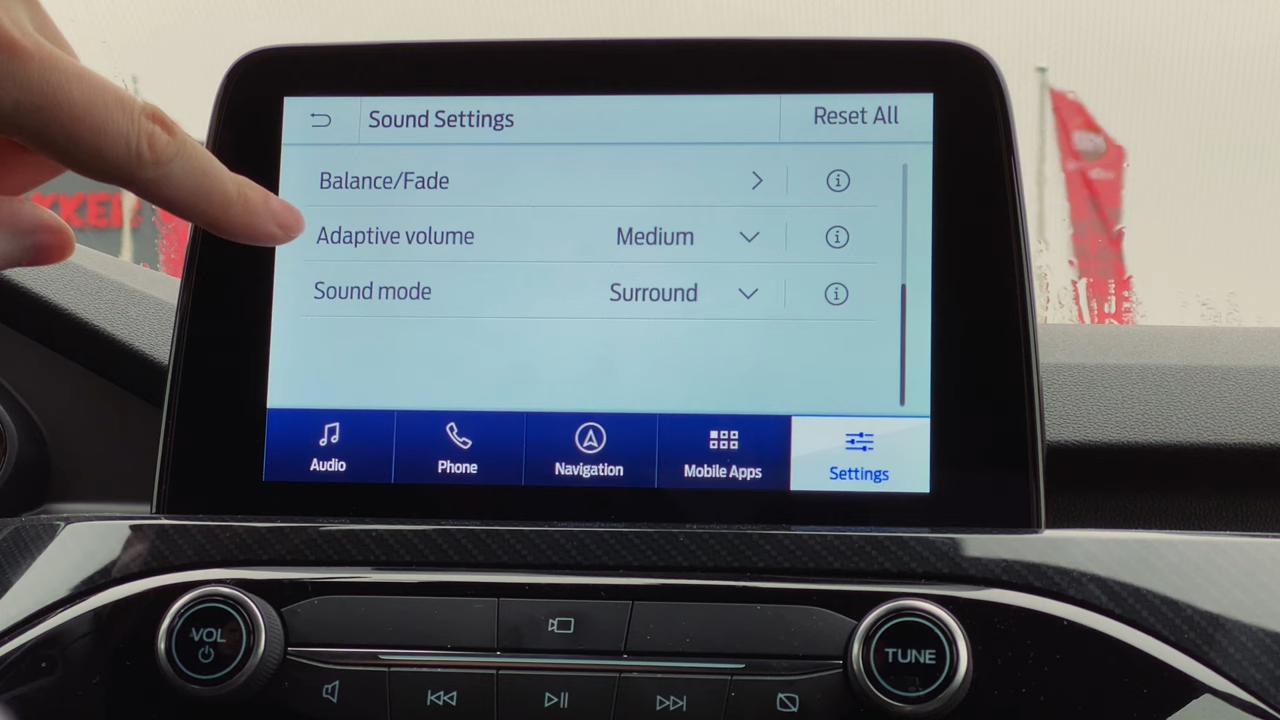 Sound Settings
Reset All
Balance/Fade
Adaptive volume
Medium
Sound mode
Surround
Audio
Phone
Navigation
Mobile Apps
Settings
VOL
TUNE